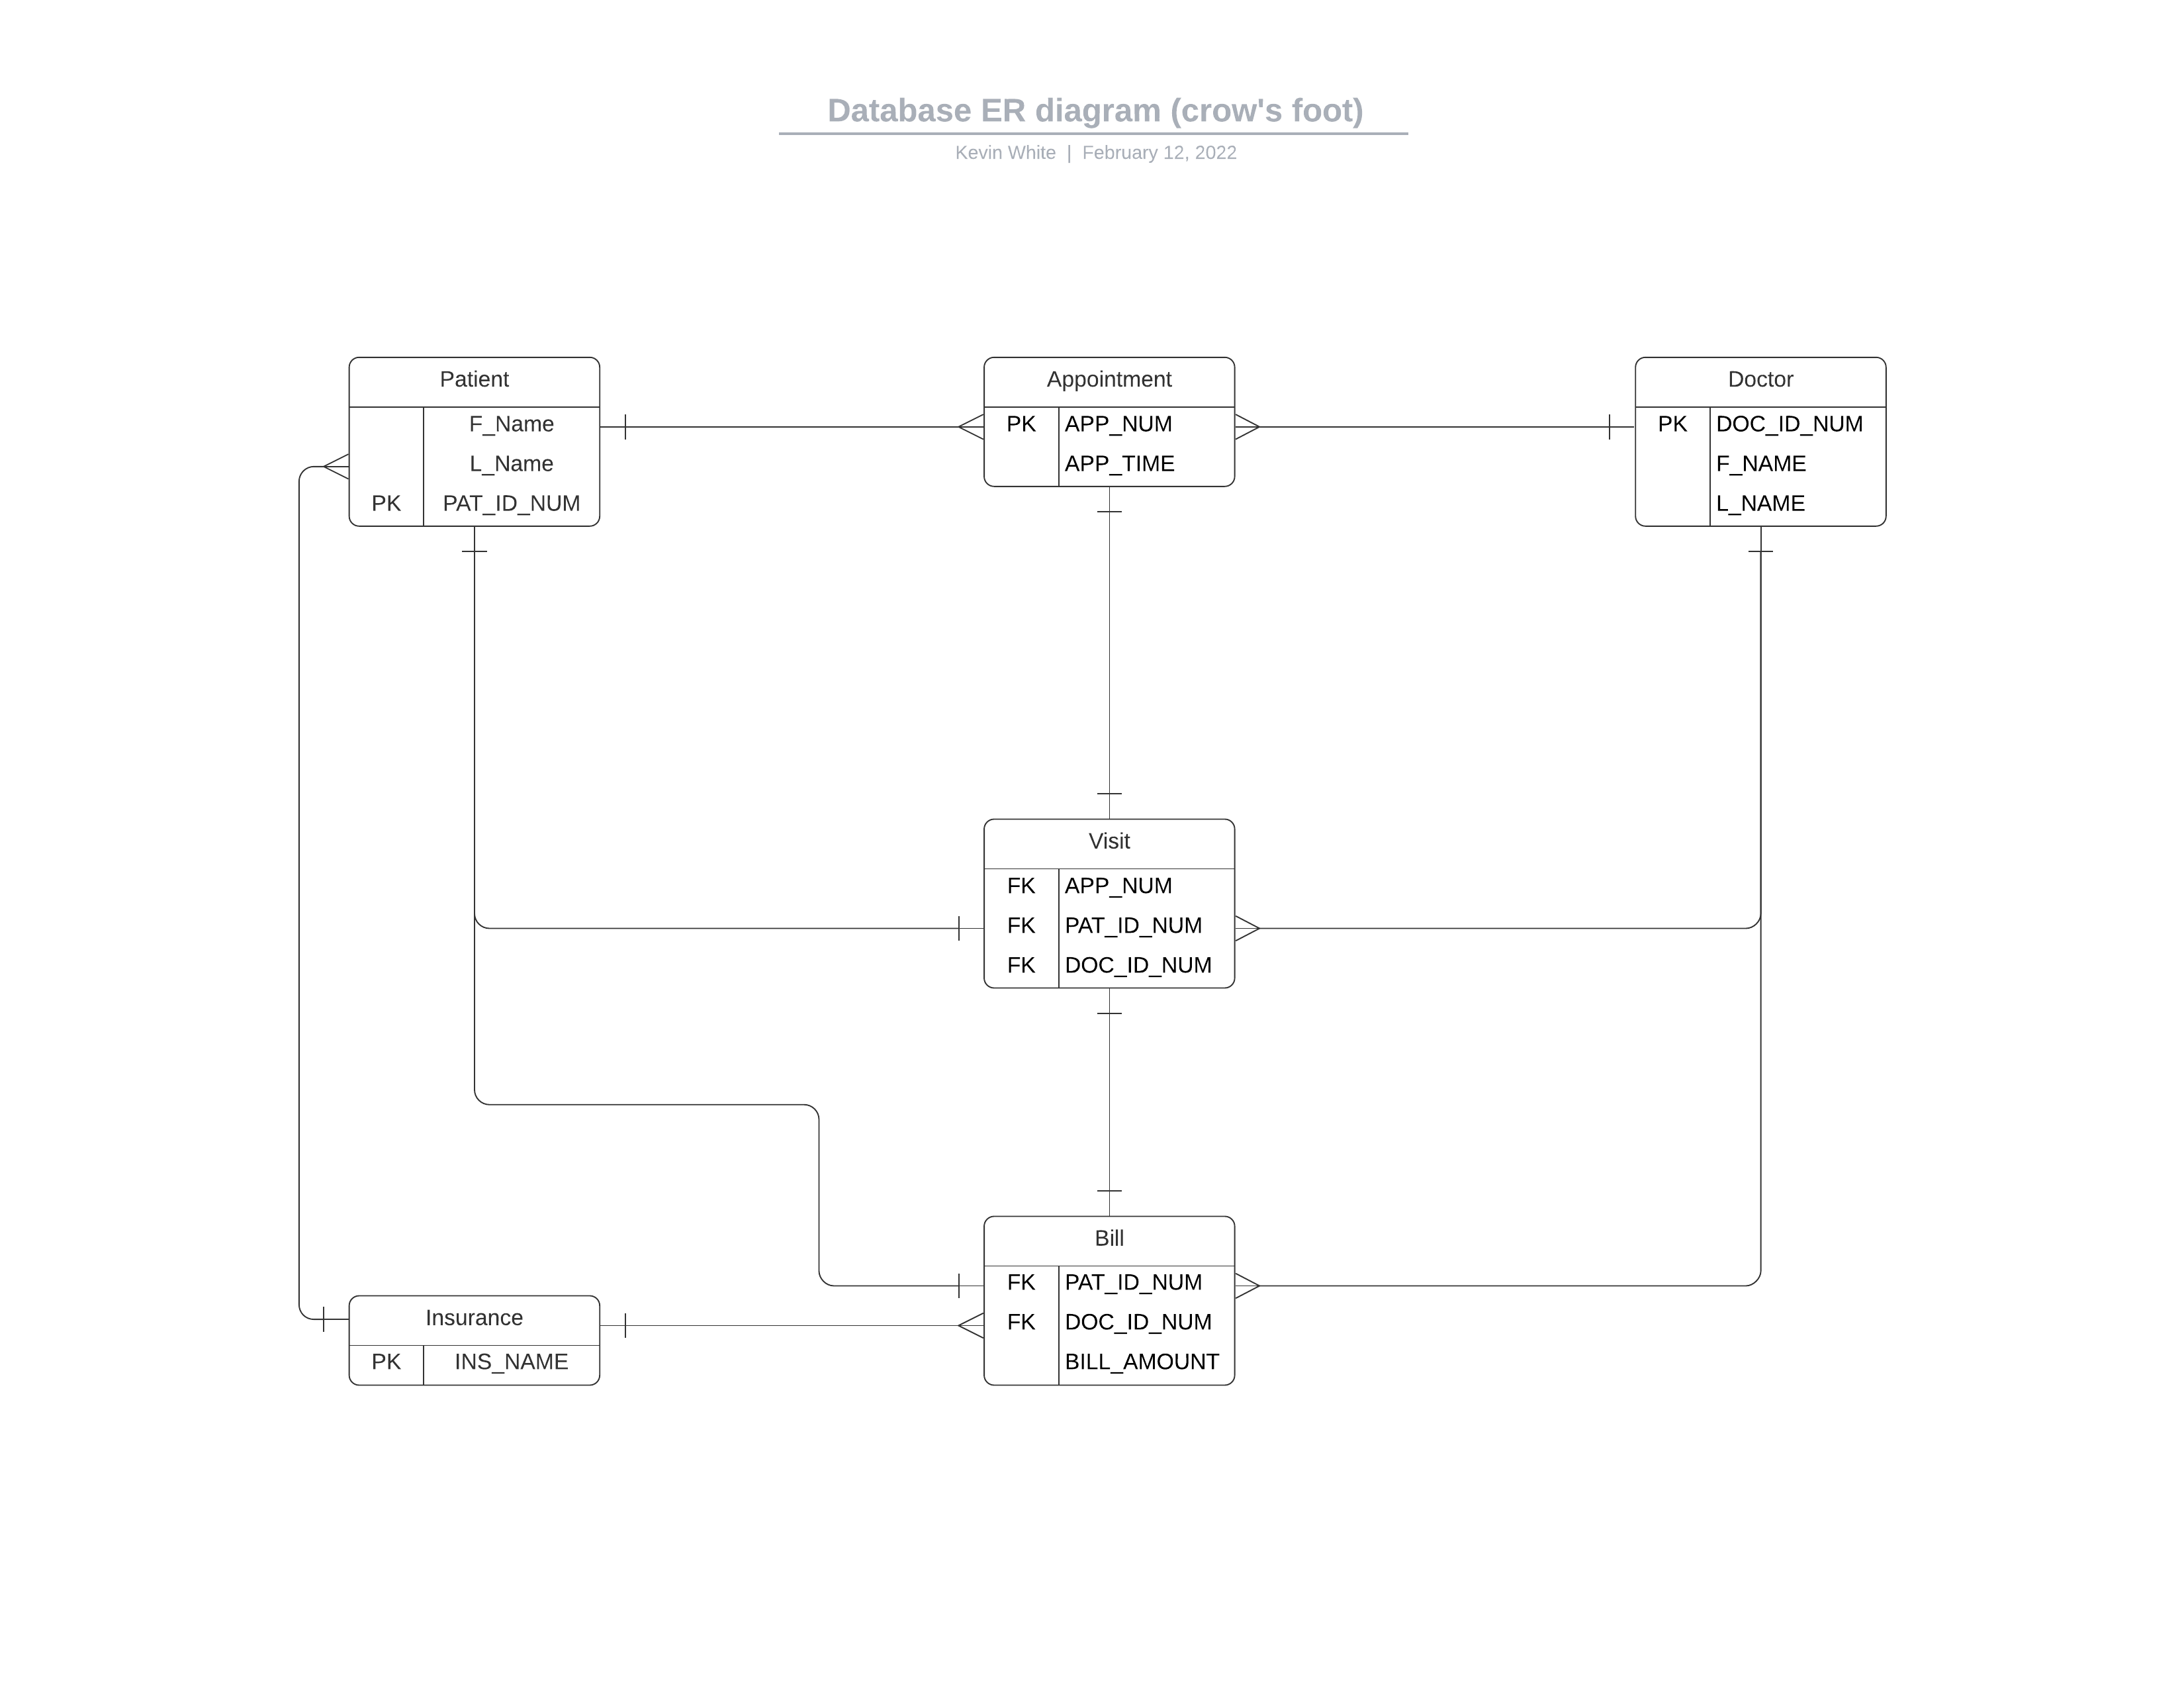 Database ER diagram (crow's foot)
Kevin White | February 12, 2022
Patient
F_Name
L_Name
PK PAT_ID_NUM
Appointment
PK APP_NUM
APP_TIME
Doctor
PK DOC_ID_NUM
F_NAME
L_NAME
Visit
FK APP_NUM
FK PAT_ID_NUM
FK DOC_ID_NUM
Bill
FK PAT_ID_NUM
FK DOC_ID_NUM
BILL_AMOUNT
Insurance
PK INS_NAME